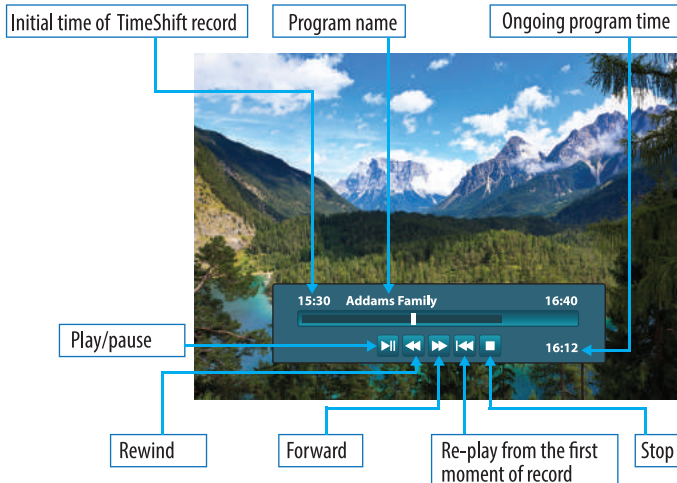 Initial time of TimeShift record
Program name
Ongoing program time
15:30 Addams Family 16:40
Play/pause
16:12
Rewind
Forward
Re-play from the first
moment of record
Stop